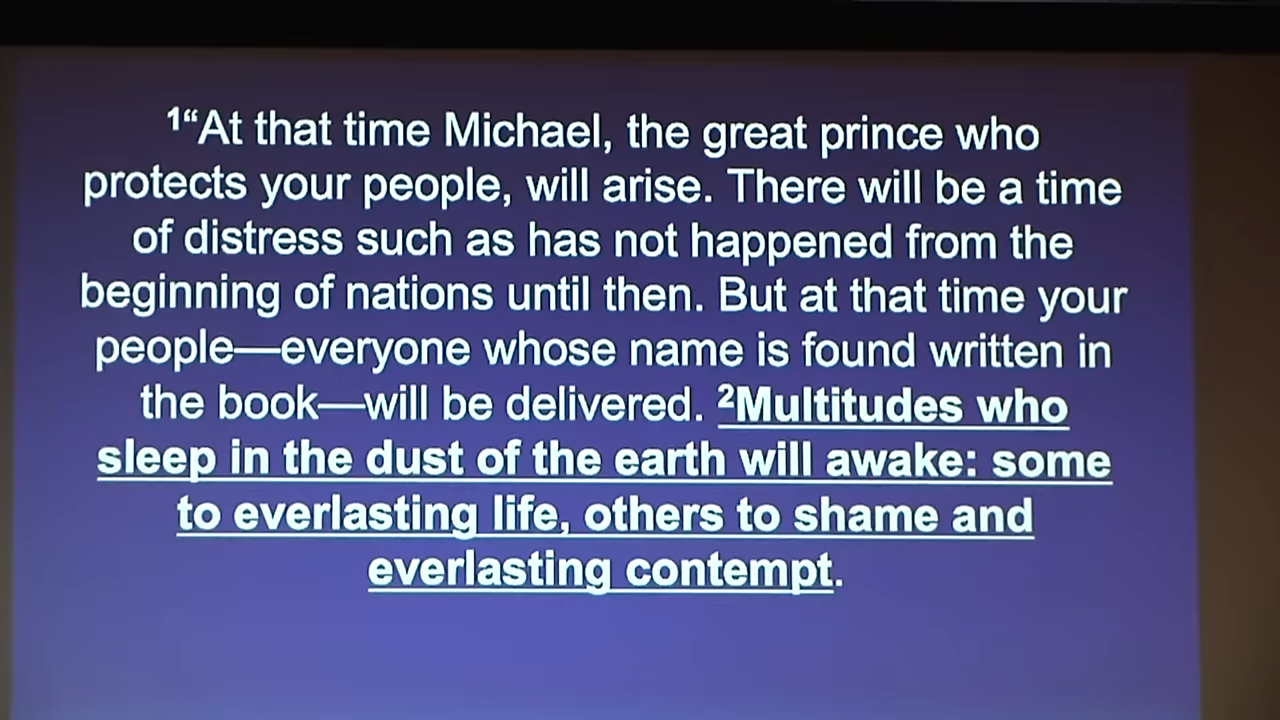 ¹“At that time Michael, the great prince who
protects your people, will arise. There will be a time
of distress such as has not happened from the
beginning of nations until then. But at that time your
people—everyone whose name is found written in
the book—will be delivered. ²Multitudes who
sleep in the dust of the earth will awake: some
to everlasting life, others to shame and
everlasting contempt.